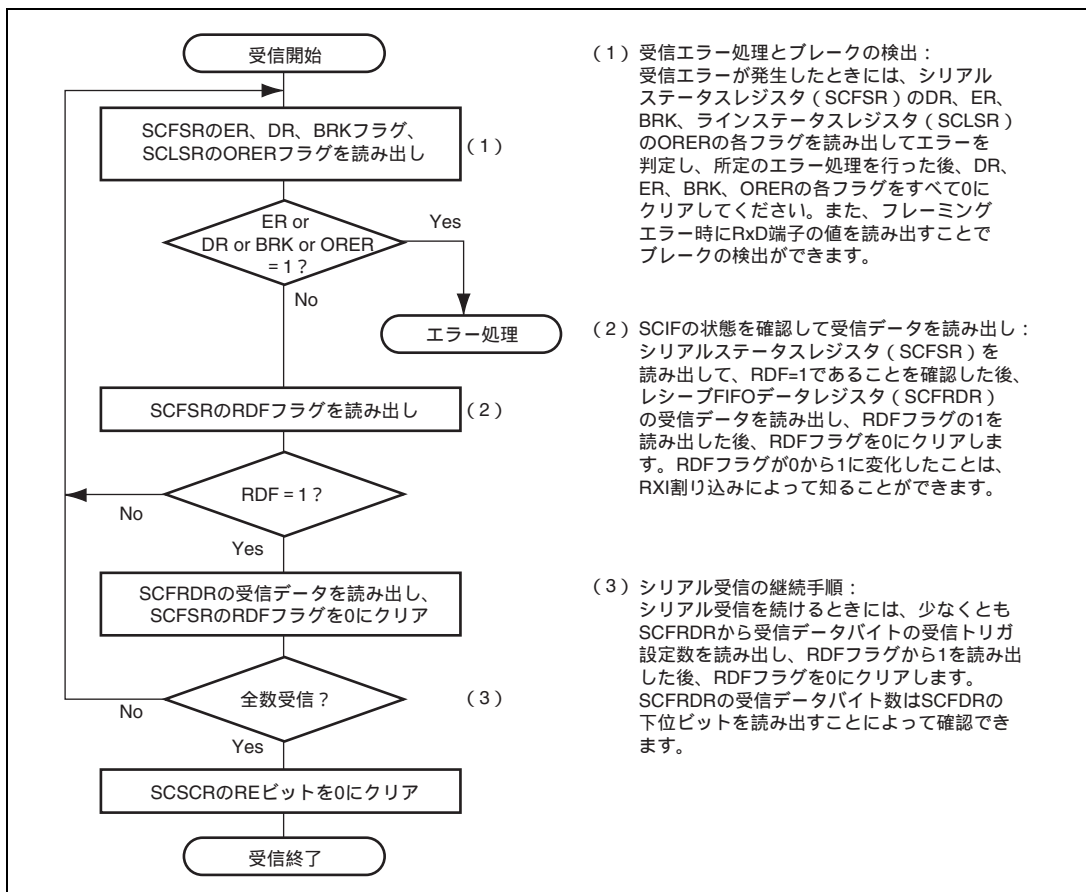 受信開始
SCFSRのER、DR、BRKフラグ、
SCLSRのORERフラグを読み出し
(1)
ER or
DR or BRK or ORER
= 1？
Yes
No
エラー処理
SCFSRのRDFフラグを読み出し
(2)
RDF = 1？
No
Yes
SCFRDRの受信データを読み出し、
SCFSRのRDFフラグを0にクリア
全数受信？
(3)
No
Yes
SCSCRのREビットを0にクリア
受信終了
(1) 受信エラー処理とブレークの検出：
受信エラーが発生したときには、シリアル
ステータスレジスタ（SCFSR）のDR、ER、
BRK、ラインステータスレジスタ（SCLSR）
のORERの各フラグを読み出してエラーを
判定し、所定のエラー処理を行った後、DR、
ER、BRK、ORERの各フラグをすべて0に
クリアしてください。また、フレーミング
エラー時にRxD端子の値を読み出すことで
ブレークの検出ができます。
(2) SCIFの状態を確認して受信データを読み出し：
シリアルステータスレジスタ（SCFSR）を
読み出して、RDF=1であることを確認した後、
レシーブFIFOデータレジスタ（SCFRDR）
の受信データを読み出し、RDFフラグの1を
読み出した後、RDFフラグを0にクリアしま
す。RDFフラグが0から1に変化したことは、
RXI割り込みによって知ることができます。
(3) シリアル受信の継続手順：
シリアル受信を続けるときには、少なくとも
SCFRDRから受信データバイトの受信トリガ
設定数を読み出し、RDFフラグから1を読み出
した後、RDFフラグを0にクリアします。
SCFRDRの受信データバイト数はSCFDRの
下位ビットを読み出すことによって確認でき
ます。